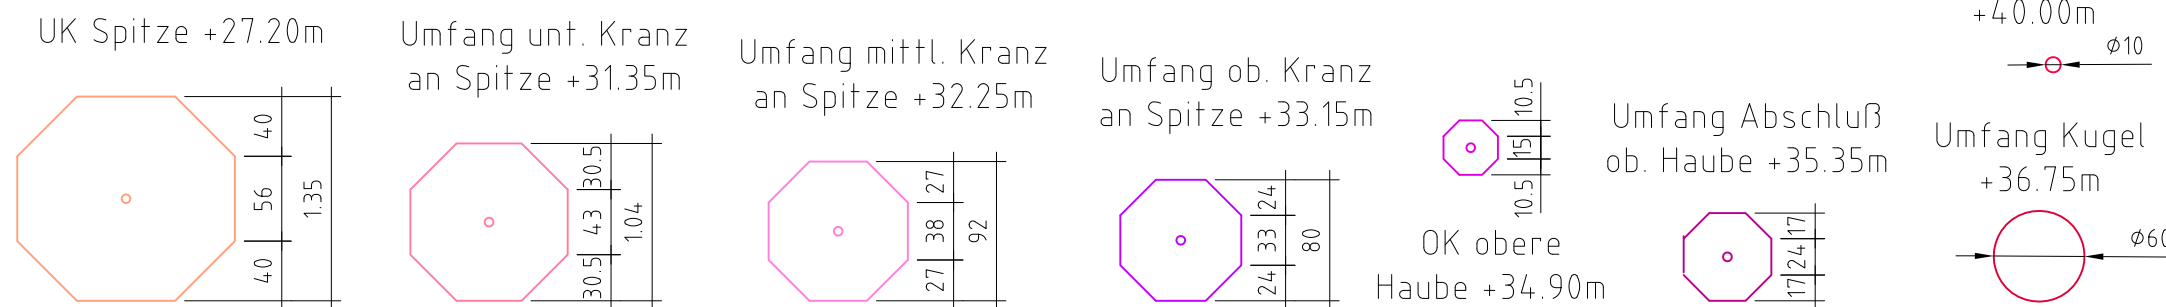 UK Spitze +27.20m
40
56
40
1.35
Umfang unt. Kranz
an Spitze +31.35m
30.5
43
30.5
1.04
Umfang mittl. Kranz
an Spitze +32.25m
27
38
27
92
Umfang ob. Kranz
an Spitze +33.15m
24
33
24
80
10.5
15
10.5
OK obere
Haube +34.90m
Umfang Abschluß
ob. Haube +35.35m
17
24
17
+40.00m
Ø10
Umfang Kugel
+36.75m
Ø60